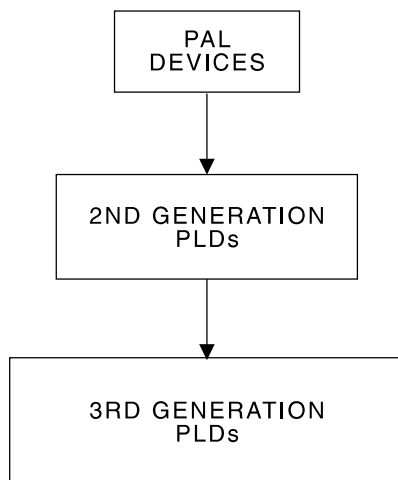 PAL
DEVICES
2ND GENERATION
PLDs
3RD GENERATION
PLDs